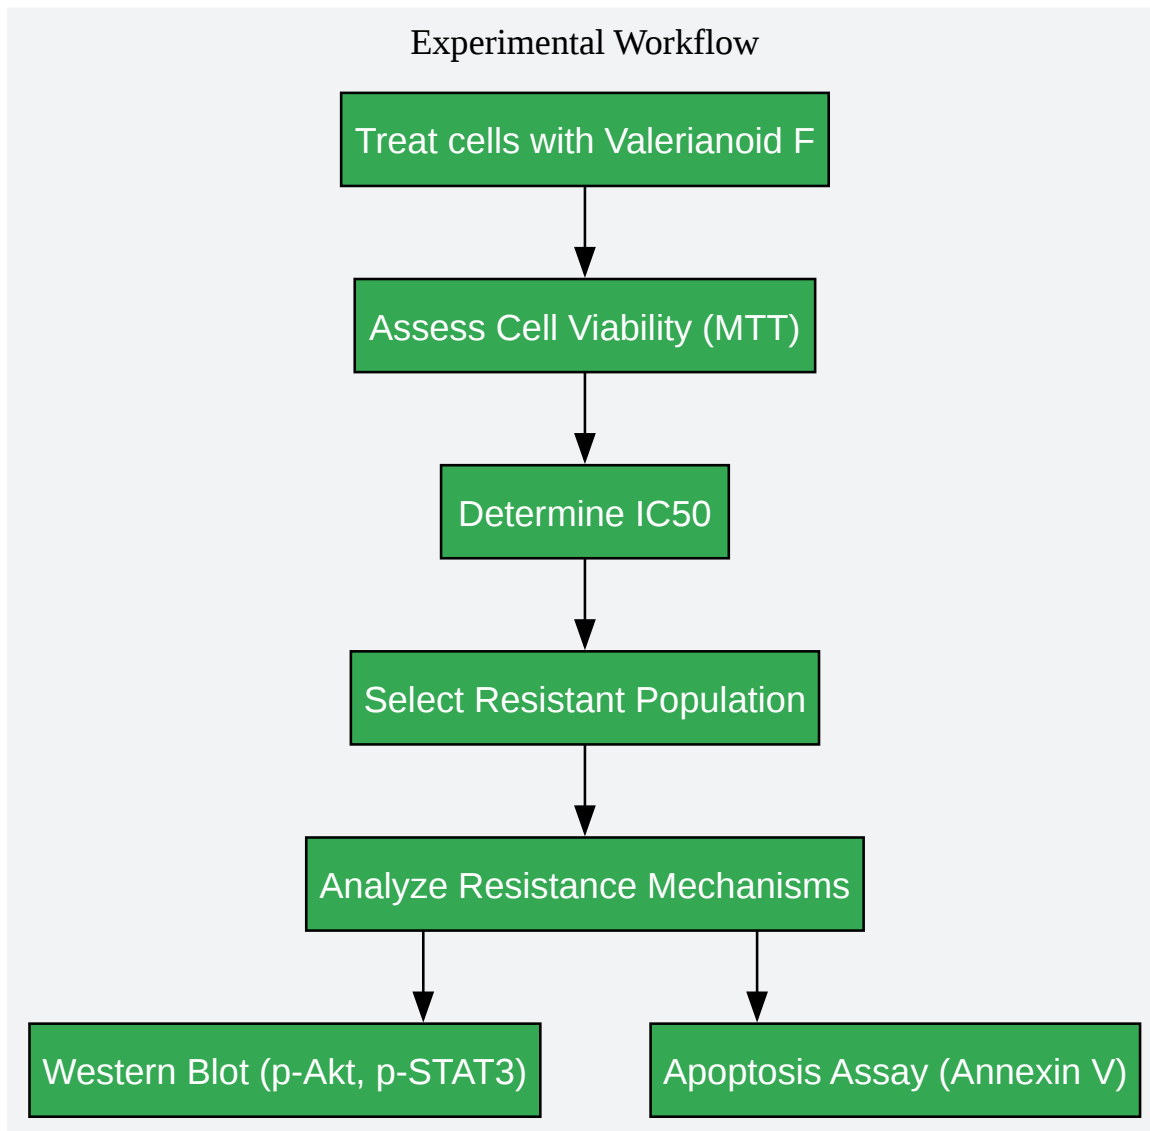 Experimental Workflow
Treat cells with Valerianoid F
Assess Cell Viability (MTT)
Determine IC50
Select Resistant Population
Analyze Resistance Mechanisms
Western Blot (p-Akt, p-STAT3)
Apoptosis Assay (Annexin V)